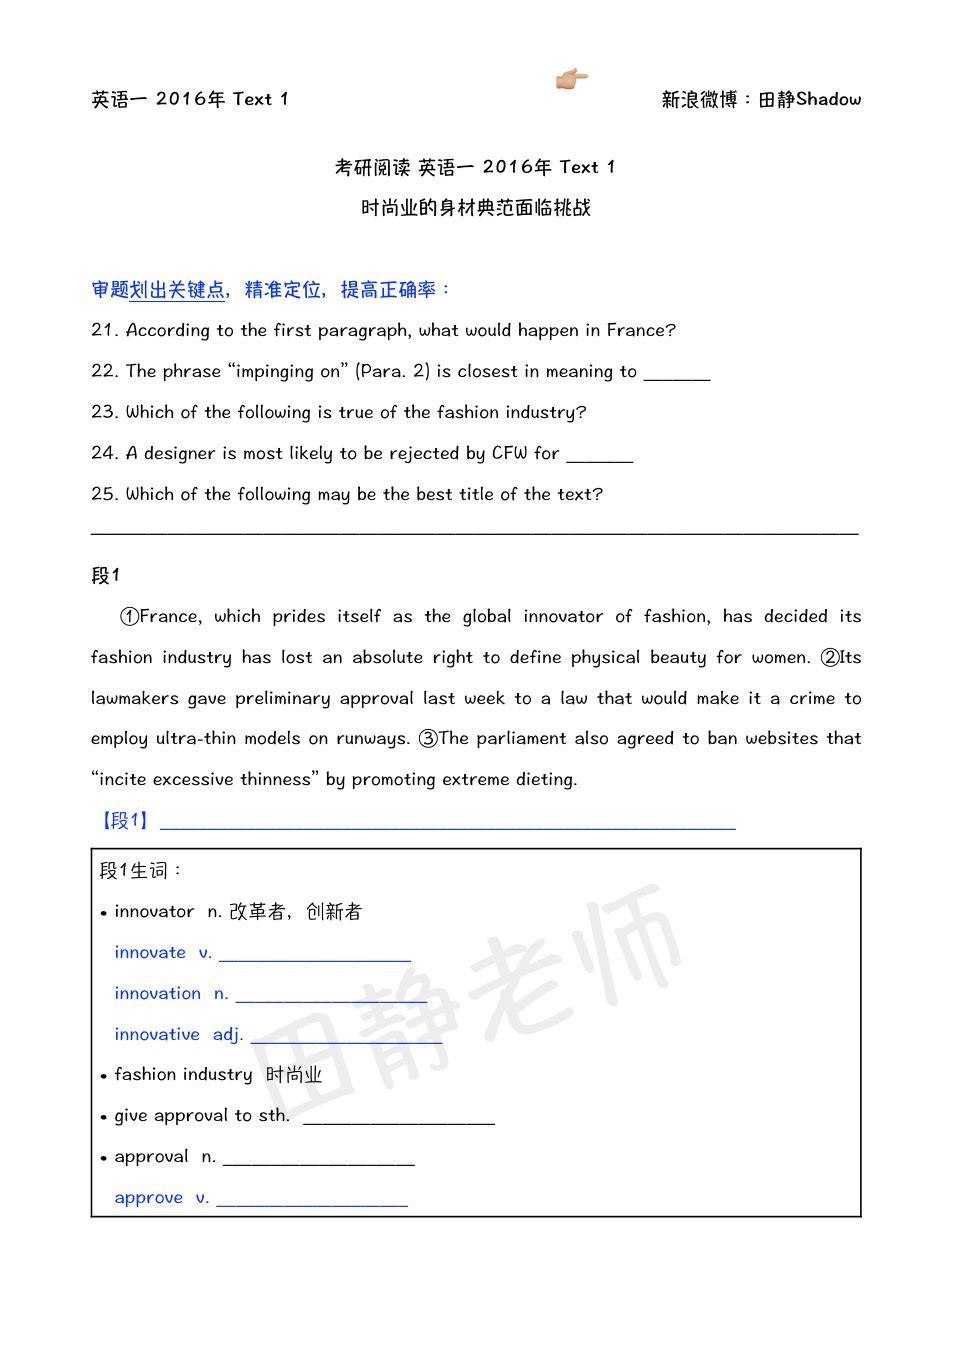 英语一 2016年 Text 1 新浪微博：田静Shadow
考研阅读 英语一 2016年 Text 1
时尚业的身材典范面临挑战
审题划出关键点，精准定位，提高正确率：
21. According to the first paragraph, what would happen in France?
22. The phrase “impinging on” (Para. 2) is closest in meaning to _______
23. Which of the following is true of the fashion industry?
24. A designer is most likely to be rejected by CFW for _______
25. Which of the following may be the best title of the text?
段1
①France, which prides itself as the global innovator of fashion, has decided its
fashion industry has lost an absolute right to define physical beauty for women. ②Its
lawmakers gave preliminary approval last week to a law that would make it a crime to
employ ultra-thin models on runways. ③The parliament also agreed to ban websites that
“incite excessive thinness” by promoting extreme dieting.
【段1】____________________________________________________________
段1生词：
• innovator n. 改革者，创新者
innovate v. ____________________
innovation n. ____________________
innovative adj. ____________________
• fashion industry 时尚业
• give approval to sth. ____________________
• approval n. ____________________
approve v. ____________________
田静老师